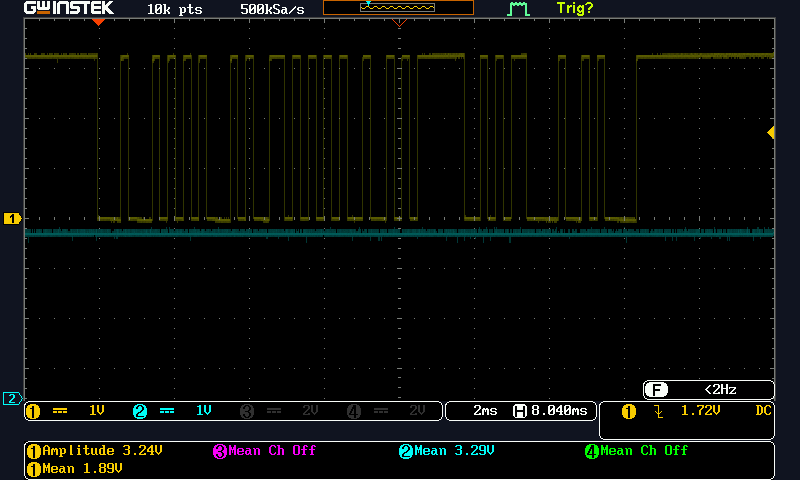 GWINSTEK 10k pts 500kSa/s Trig?
1
2
F <2Hz
1 1V 2 1V 3 2V 4 2V 2ms H 8.040ms 1 1.72V DC
1 Amplitude 3.24V 3 Mean Ch Off 2 Mean 3.29V 4 Mean Ch Off
1 Mean 1.89V